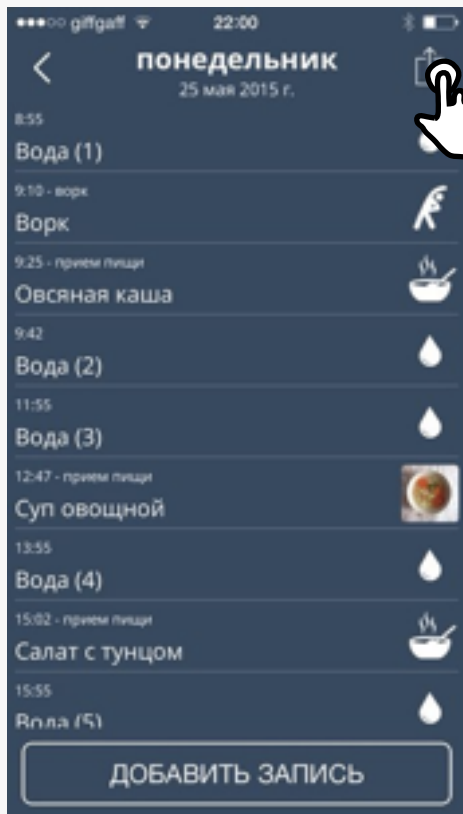 giffgaff 22:00
понедельник
25 мая 2015 г.
8:55
Вода (1)
9:10 - ворк
Ворк
9:25 - прием пищи
Овсяная каша
9:42
Вода (2)
11:55
Вода (3)
12:47 - прием пищи
Суп овощной
13:55
Вода (4)
15:02 - прием пищи
Салат с тунцом
15:55
Вода (5)
ДОБАВИТЬ ЗАПИСЬ